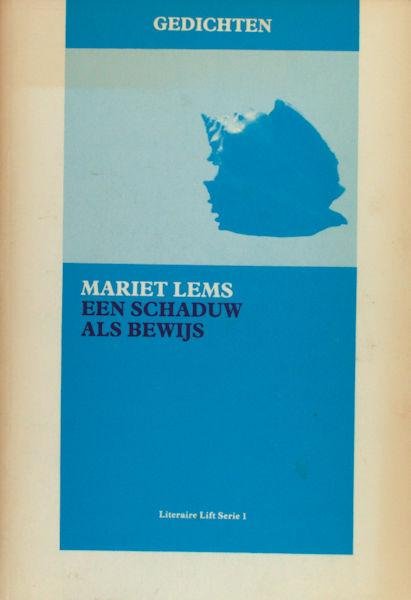 GEDICHTEN
MARIET LEMS
EEN SCHADUW
ALS BEWIJS
Literaire Lift Serie 1